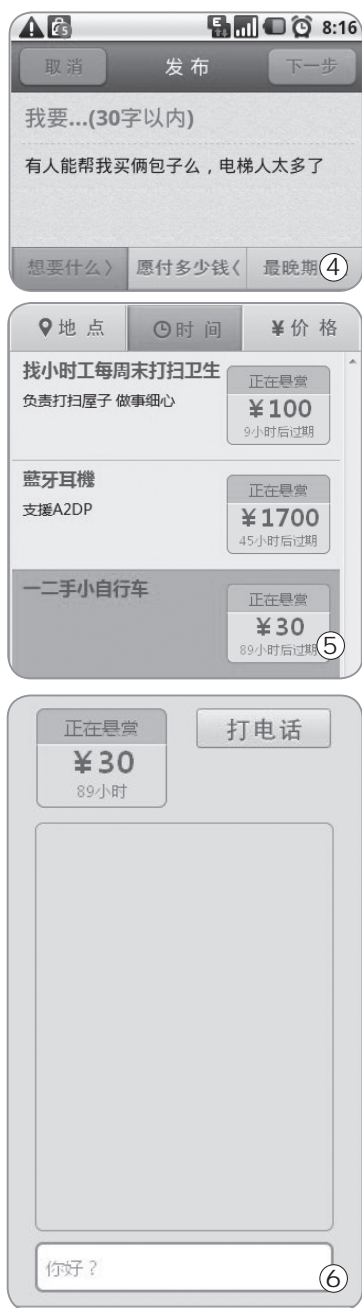 8:16
取消 发布 下一步
我要...(30字以内)
有人能帮我买俩包子么，电梯人太多了
想要什么〉 愿付多少钱〈 最晚期 ④
地点 时间 ¥价格
找小时工每周末打扫卫生
负责打扫屋子 做事细心
正在悬赏
¥100
9小时后过期
藍牙耳機
支援A2DP
正在悬赏
¥1700
45小时后过期
一二手小自行车
正在悬赏
¥30
89小时后过期 ⑤
正在悬赏
¥30
89小时
打电话
你好？ ⑥